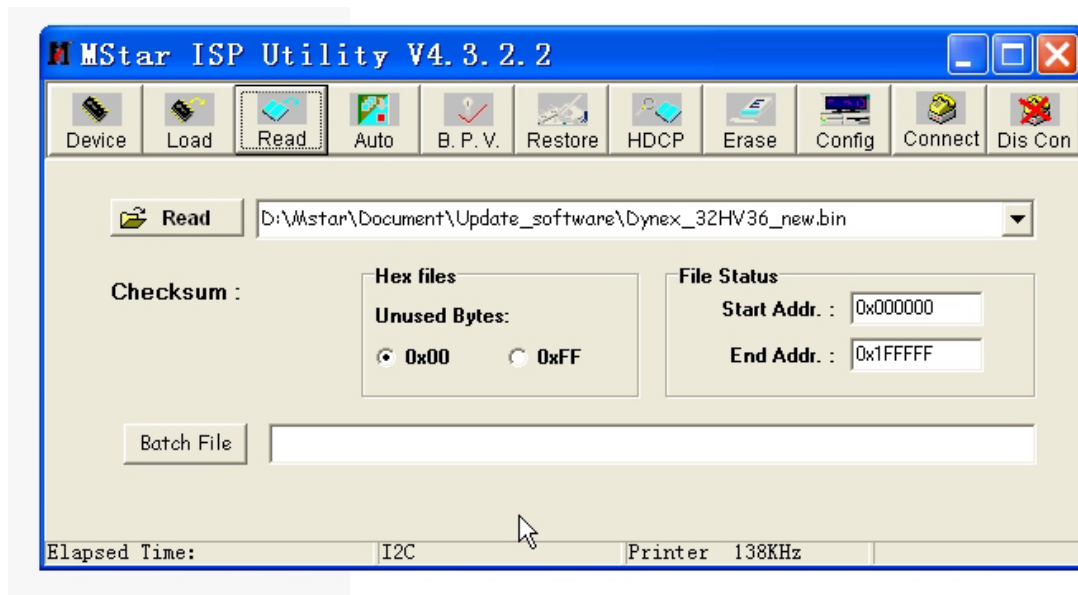 MStar ISP Utility V4.3.2.2
Device Load Read Auto B.P.V. Restore HDCP Erase Config Connect Dis Con
Read D:\Mstar\Document\Update_software\Dynex_32HV36_new.bin
Checksum :
Hex files
Unused Bytes:
0x00 0xFF
File Status
Start Addr. : 0x000000
End Addr. : 0x1FFFFF
Batch File
Elapsed Time: I2C Printer 138KHz